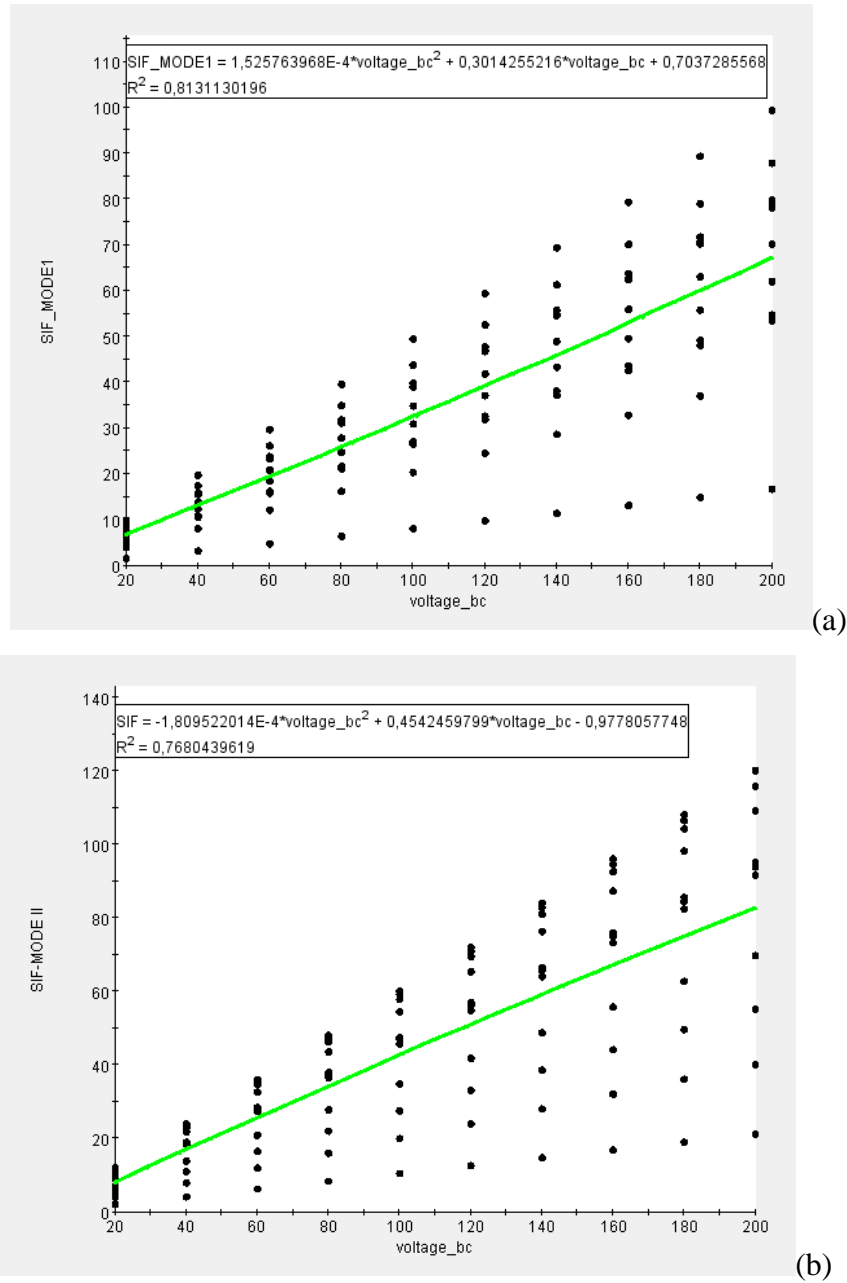 SIF_MODE1 = 1,525763968E-4*voltage_bc² + 0,3014255216*voltage_bc + 0,7037285568
R² = 0,8131130196
110
100
90
80
70
60
50
40
30
20
10
0
SIF_MODE1
20 40 60 80 100 120 140 160 180 200
voltage_bc
(a)
SIF = -1,809522014E-4*voltage_bc² + 0,4542459799*voltage_bc - 0,9778057748
R² = 0,7680439619
140
120
100
80
60
40
20
0
SIF-MODE II
20 40 60 80 100 120 140 160 180 200
voltage_bc
(b)